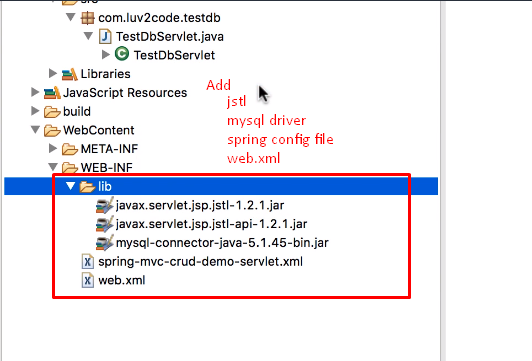 src
com.luv2code.testdb
TestDbServlet.java
TestDbServlet
Libraries
JavaScript Resources
build
WebContent
META-INF
WEB-INF
lib
javax.servlet.jsp.jstl-1.2.1.jar
javax.servlet.jsp.jstl-api-1.2.1.jar
mysql-connector-java-5.1.45-bin.jar
spring-mvc-crud-demo-servlet.xml
web.xml
Add
jstl
mysql driver
spring config file
web.xml